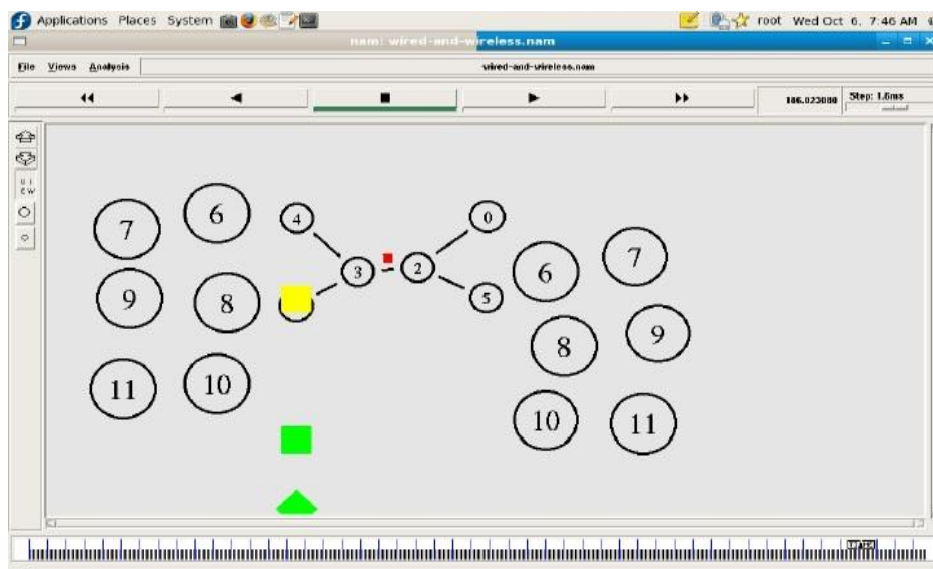 Applications Places System root Wed Oct 6, 7:46 AM
nam: wired-and-wireless.nam
File Views Analysis wired-and-wireless.nam
186.023080 Step: 1.6ms
7 6 4 0 7
3 2 6
9 8 5 9
8
11 10 10 11